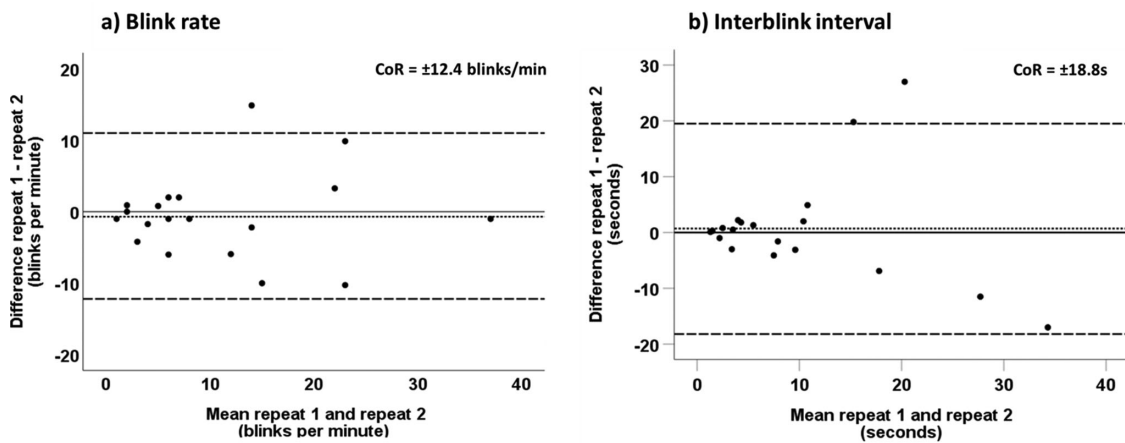 a) Blink rate
CoR = ±12.4 blinks/min
Difference repeat 1 - repeat 2
(blinks per minute)
20
10
0
-10
-20
0 10 20 30 40
Mean repeat 1 and repeat 2
(blinks per minute)
b) Interblink interval
CoR = ±18.8s
Difference repeat 1 - repeat 2
(seconds)
30
20
10
0
-10
-20
0 10 20 30 40
Mean repeat 1 and repeat 2
(seconds)